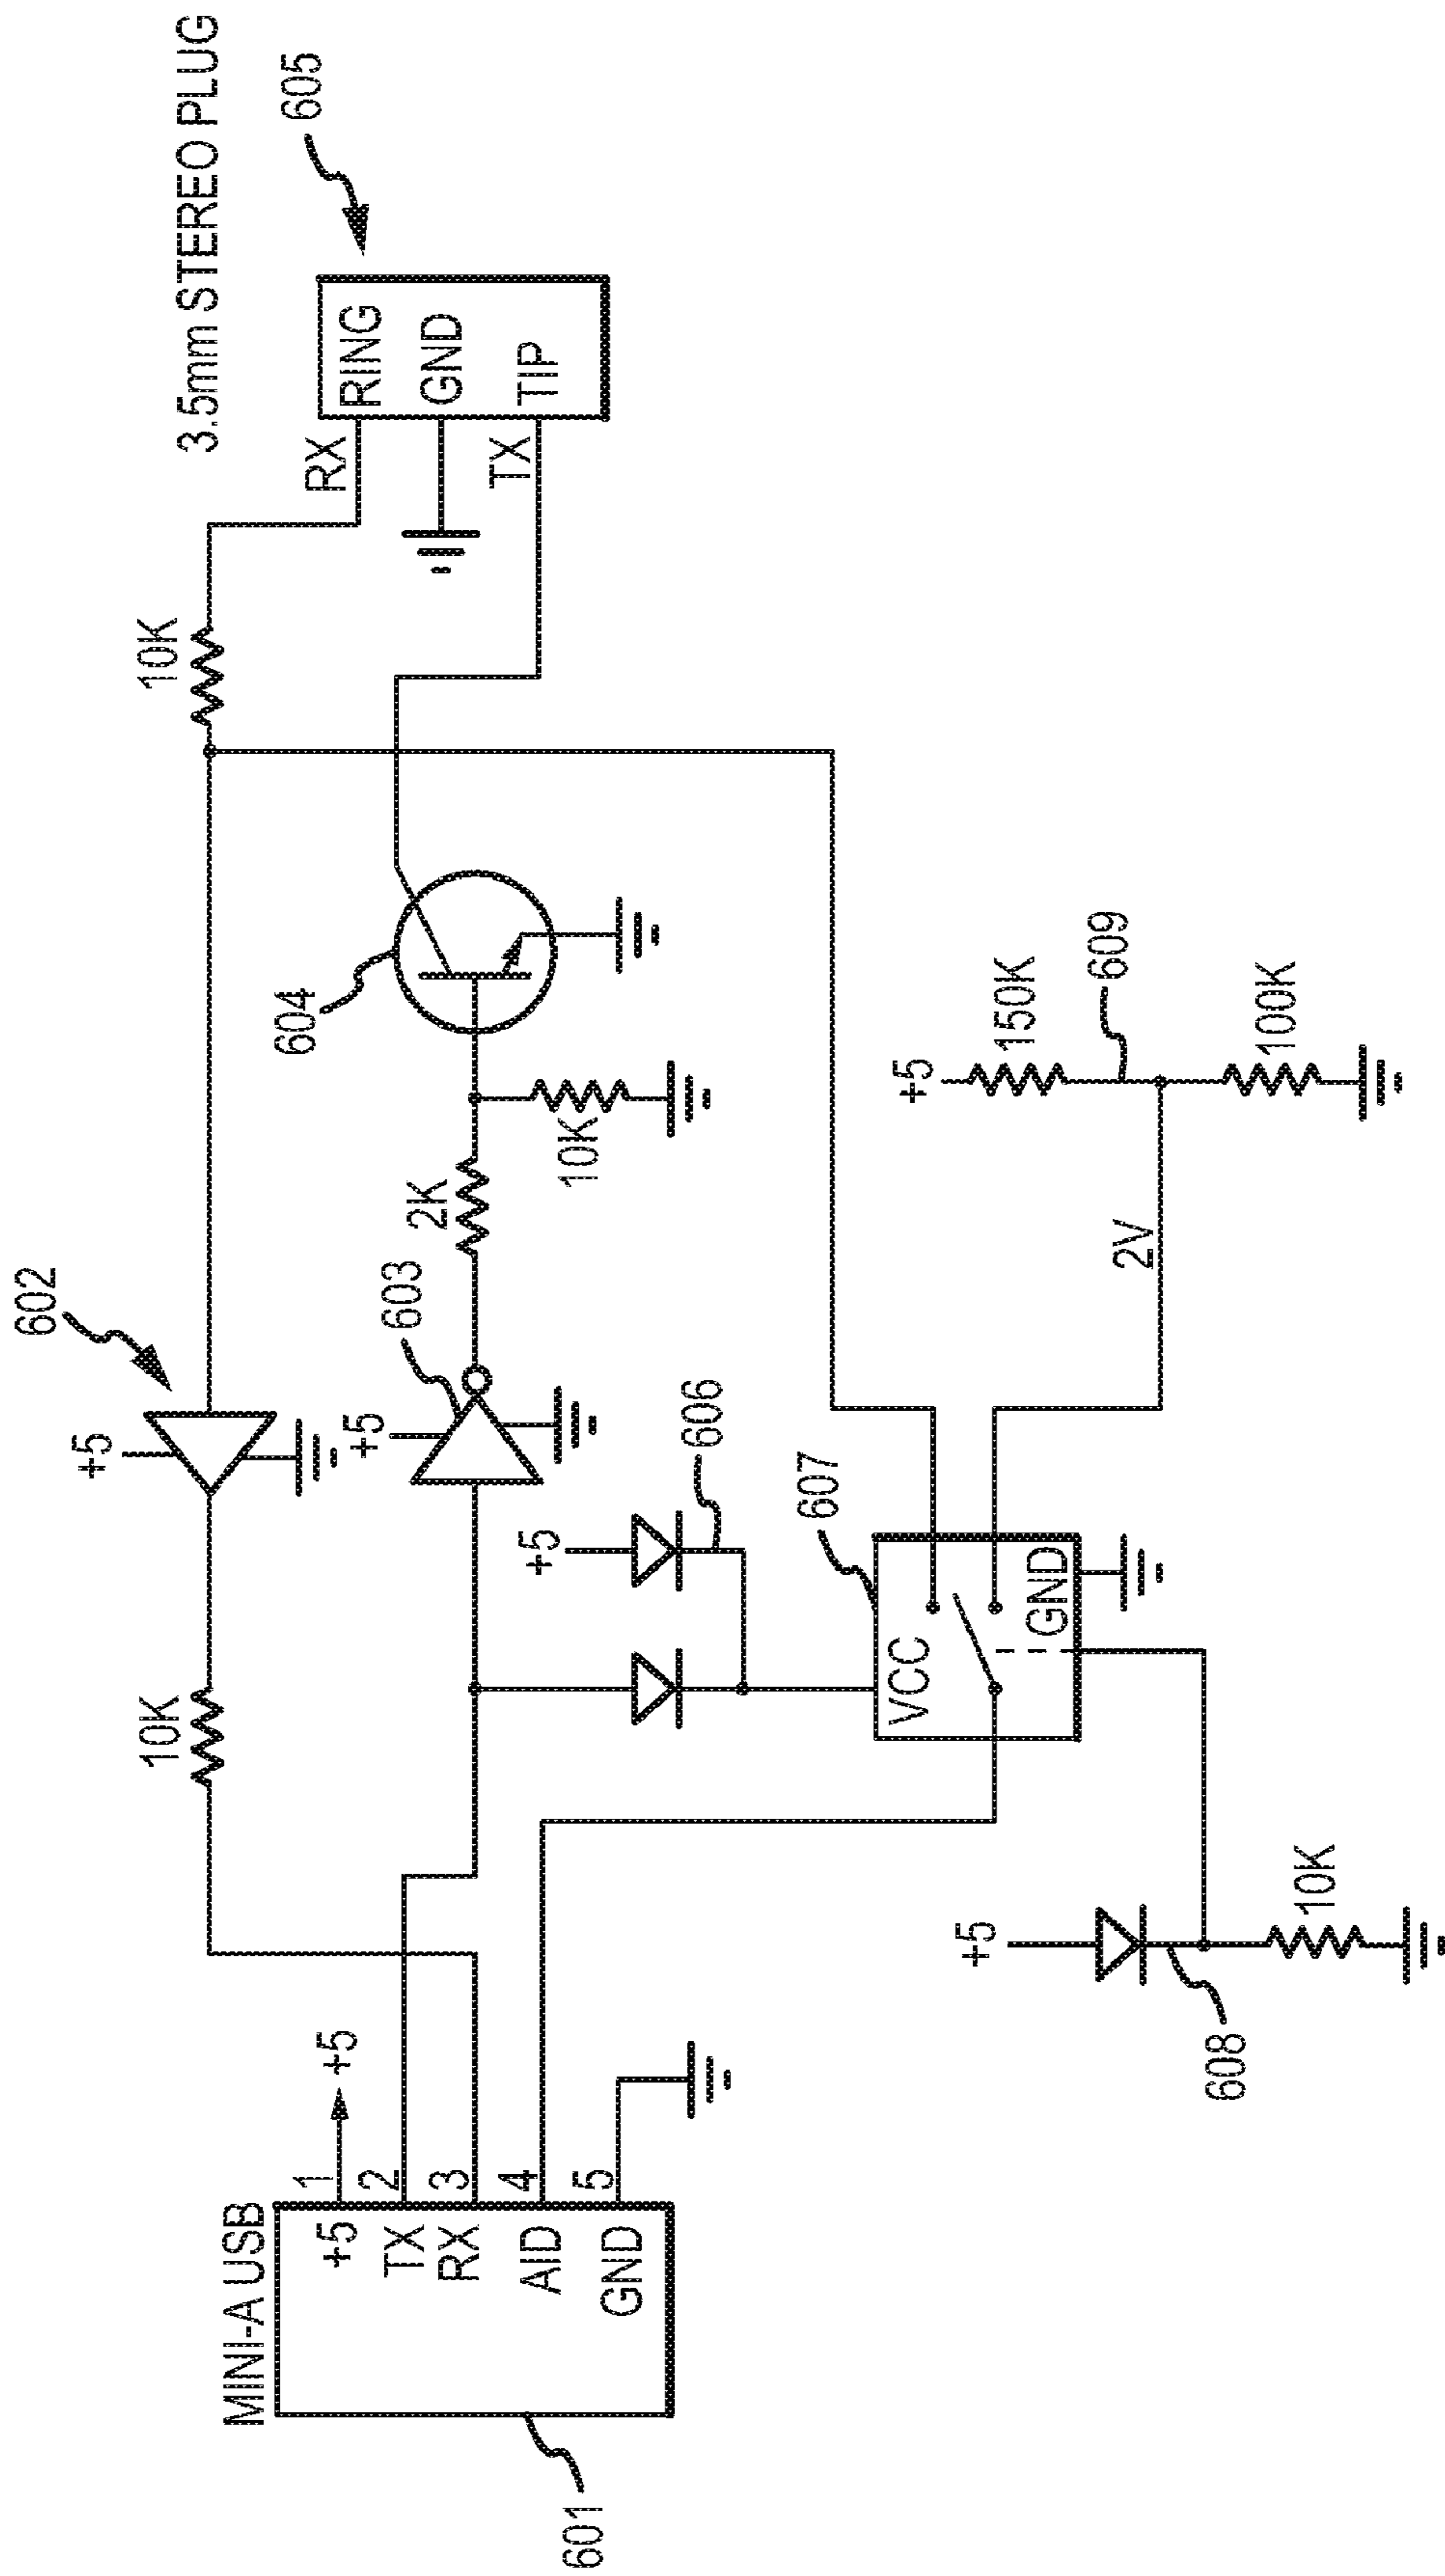 MINI-A USB
601
+5
TX
RX
AID
GND
1
2
3
4
5
+5
10K
+5
602
10K
3.5mm STEREO PLUG
605
RX
RING
GND
TX
TIP
+5
603
2K
10K
604
+5
606
607
VCC
GND
+5
608
10K
2V
+5
150K
609
100K